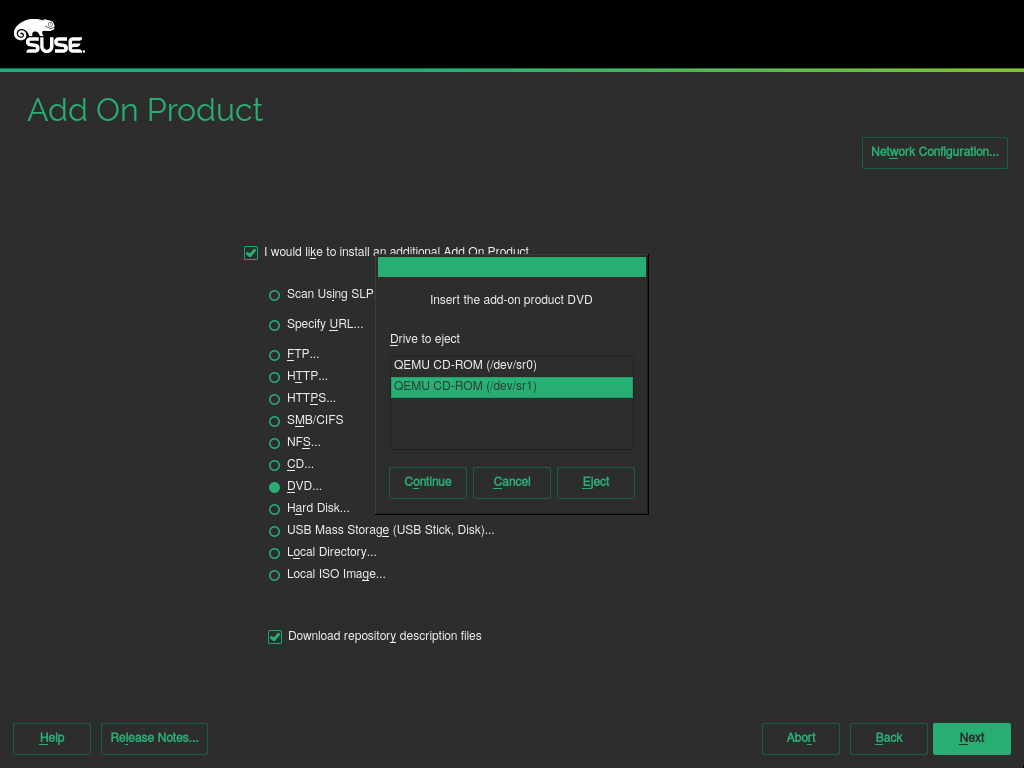 SUSE.
Add On Product
Network Configuration...
I would like to install an additional Add On Product
Scan Using SLP
Specify URL...
FTP...
HTTP...
HTTPS...
SMB/CIFS
NFS...
CD...
DVD...
Hard Disk...
USB Mass Storage (USB Stick, Disk)...
Local Directory...
Local ISO Image...
Download repository description files
Insert the add-on product DVD
Drive to eject
QEMU CD-ROM (/dev/sr0)
QEMU CD-ROM (/dev/sr1)
Continue Cancel Eject
Help Release Notes... Abort Back Next